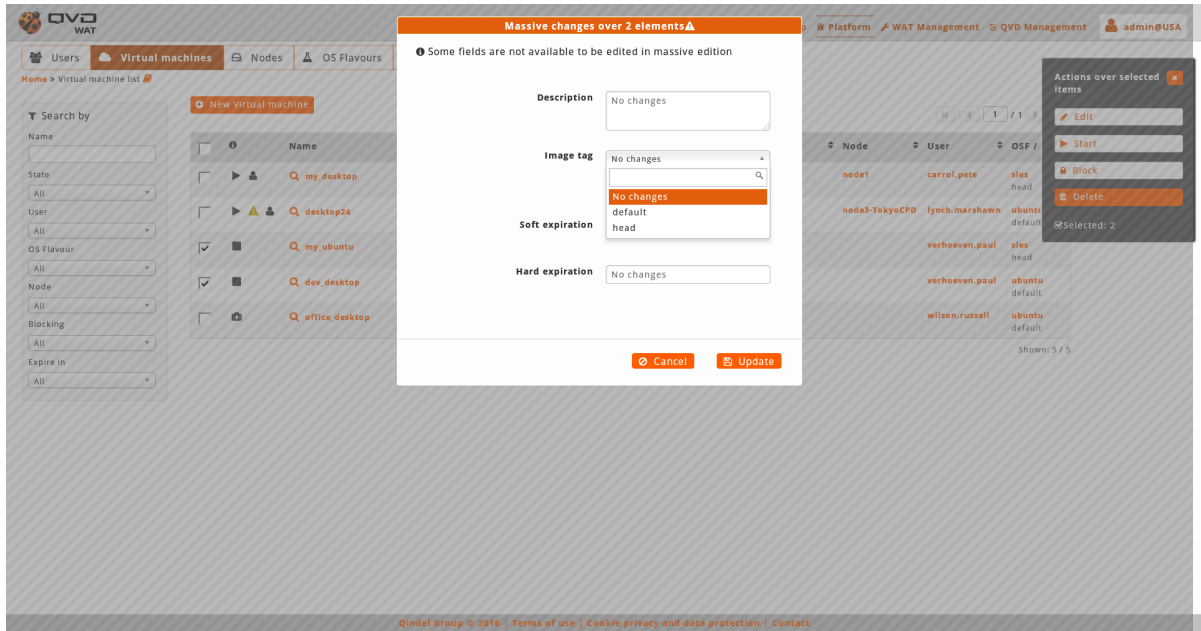 QVD
WAT
Platform WAT Management QVD Management admin@USA
Users Virtual machines Nodes OS Flavours
Home » Virtual machine list
Massive changes over 2 elements
Some fields are not available to be edited in massive edition
Description No changes
Image tag No changes
No changes
default
head
Soft expiration
Hard expiration No changes
Cancel Update
Search by
Name
State
All
User
All
OS Flavour
All
Node
All
Blocking
All
Expire in
All
New Virtual machine
1 / 1
Name Node User OSF /
my_desktop node1 carrol.pete sles
head
desktop24 node3-TokyoCPD lynch.marshawn
default
my_ubuntu verhoeven.paul sles
head
dev_desktop verhoeven.paul ubuntu
default
office_desktop wilson.russell ubuntu
default
Shown: 5 / 5
Actions over selected
items
Edit
Start
Block
Delete
Selected: 2
Qindel Group © 2016 | Terms of use | Cookie privacy and data protection | Contact